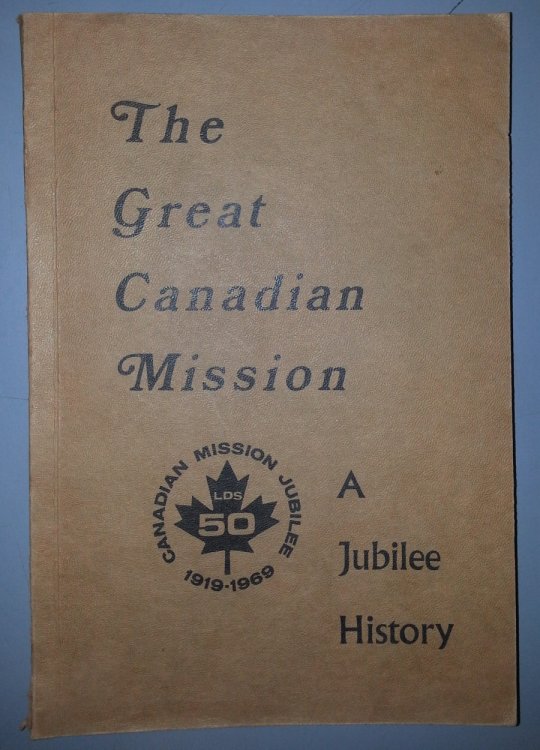 The
Great
Canadian
Mission
CANADIAN MISSION JUBILEE
LDS
50
1919-1969
A
Jubilee
History